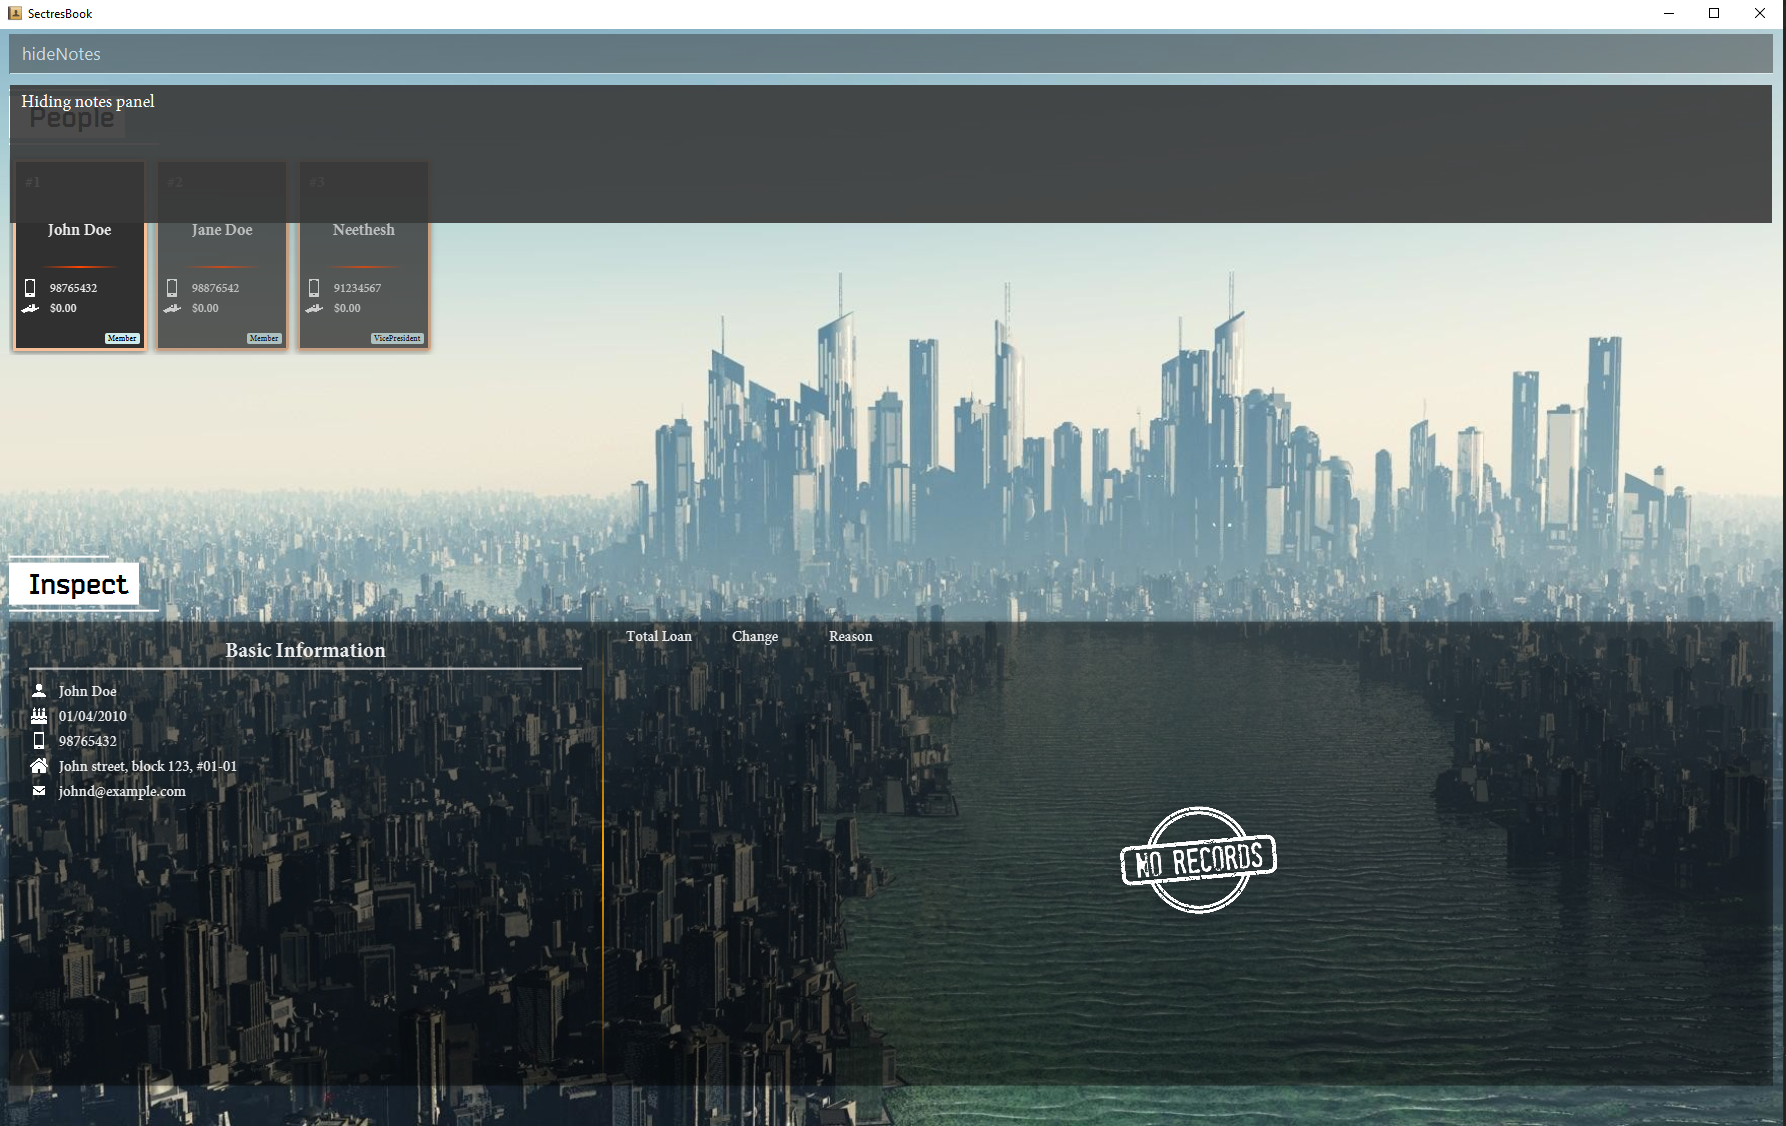 SectresBook
hideNotes
Hiding notes panel
People
#1
#2
#3
John Doe
Jane Doe
Neethesh
98765432
98876542
91234567
$0.00
$0.00
$0.00
Member
Member
VicePresident
Inspect
Basic Information
John Doe
01/04/2010
98765432
John street, block 123, #01-01
johnd@example.com
Total Loan Change Reason
NO RECORDS